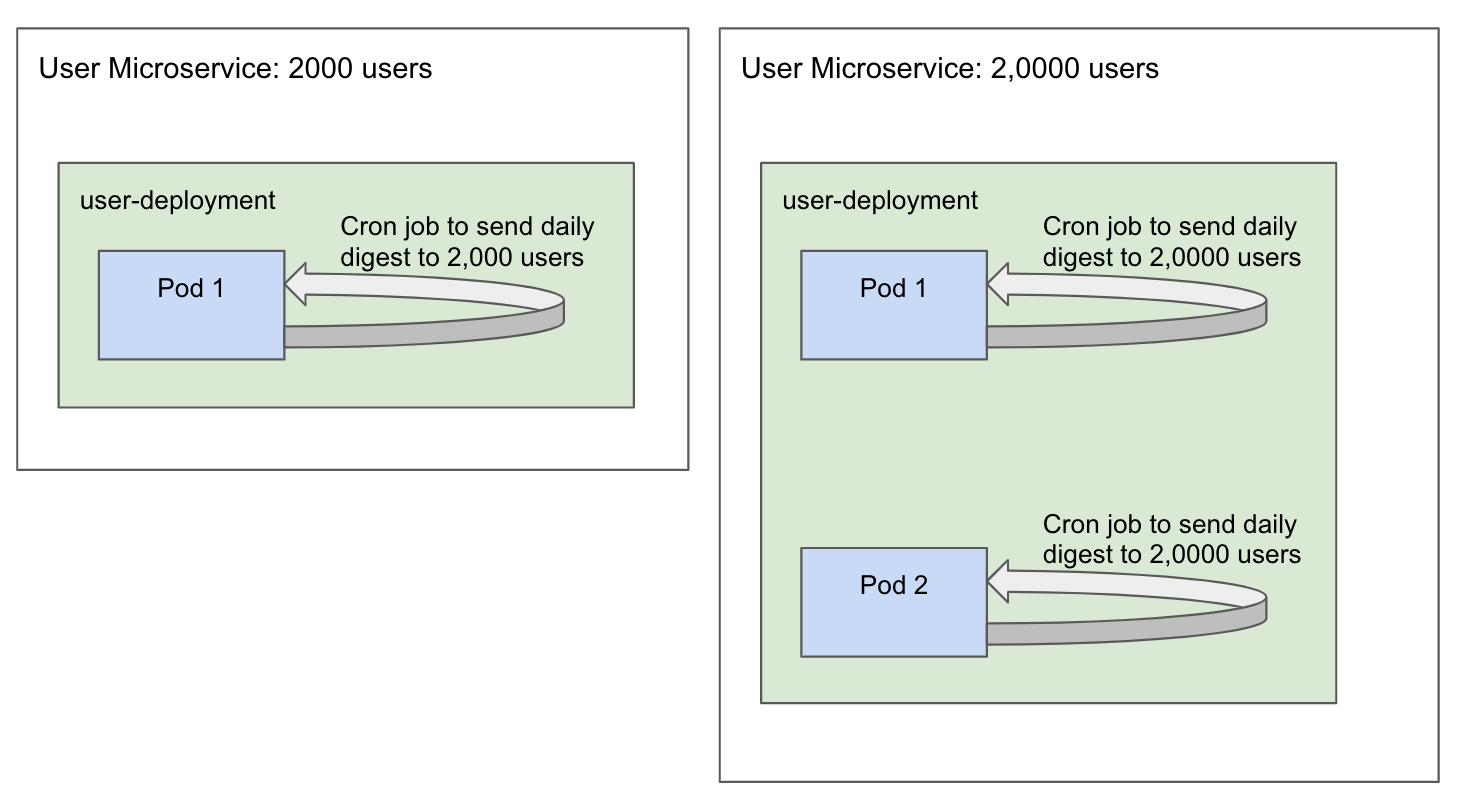 User Microservice: 2000 users
user-deployment
Cron job to send daily
digest to 2,000 users
Pod 1
User Microservice: 2,0000 users
user-deployment
Cron job to send daily
digest to 2,0000 users
Pod 1
Cron job to send daily
digest to 2,0000 users
Pod 2